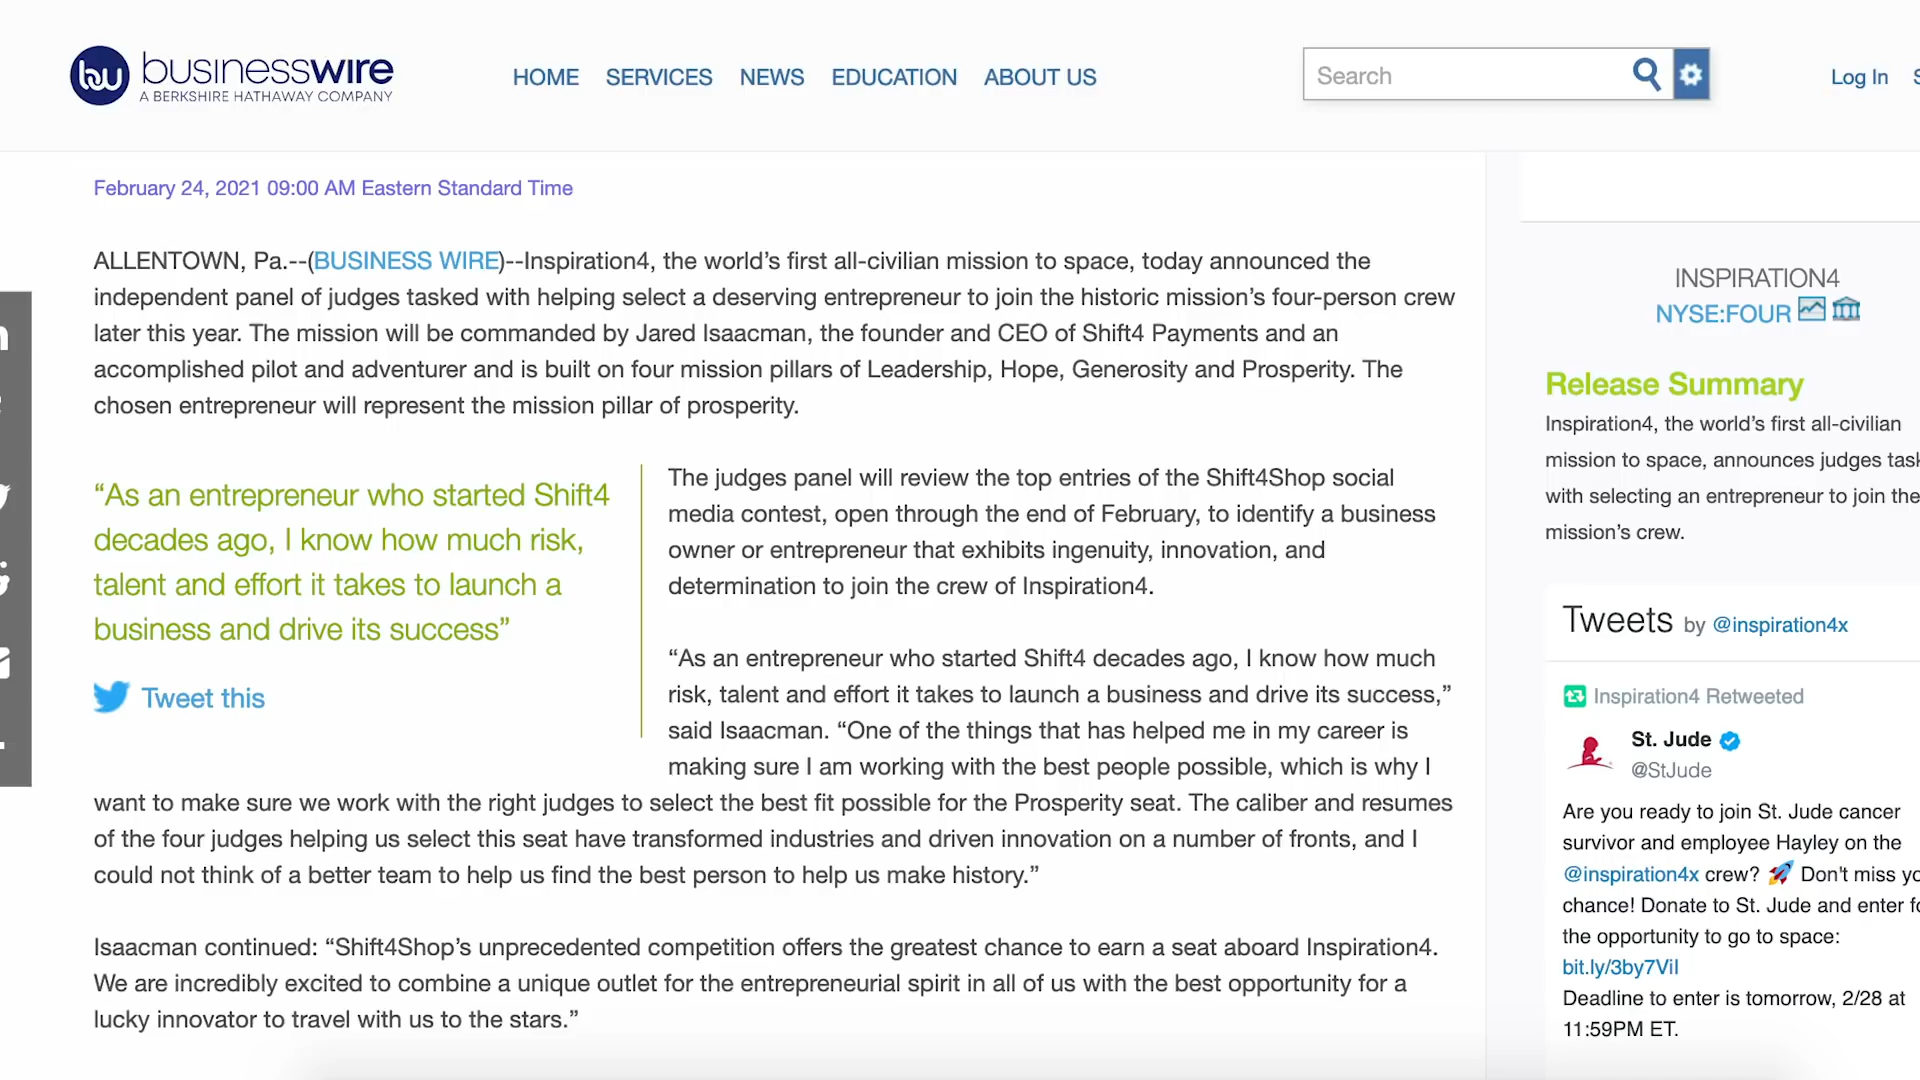 bw businesswire
A BERKSHIRE HATHAWAY COMPANY
HOME SERVICES NEWS EDUCATION ABOUT US
Search
Log In
February 24, 2021 09:00 AM Eastern Standard Time
ALLENTOWN, Pa.--(BUSINESS WIRE)--Inspiration4, the world’s first all-civilian mission to space, today announced the
independent panel of judges tasked with helping select a deserving entrepreneur to join the historic mission’s four-person crew
later this year. The mission will be commanded by Jared Isaacman, the founder and CEO of Shift4 Payments and an
accomplished pilot and adventurer and is built on four mission pillars of Leadership, Hope, Generosity and Prosperity. The
chosen entrepreneur will represent the mission pillar of prosperity.
“As an entrepreneur who started Shift4
decades ago, I know how much risk,
talent and effort it takes to launch a
business and drive its success”
Tweet this
The judges panel will review the top entries of the Shift4Shop social
media contest, open through the end of February, to identify a business
owner or entrepreneur that exhibits ingenuity, innovation, and
determination to join the crew of Inspiration4.
“As an entrepreneur who started Shift4 decades ago, I know how much
risk, talent and effort it takes to launch a business and drive its success,”
said Isaacman. “One of the things that has helped me in my career is
making sure I am working with the best people possible, which is why I
want to make sure we work with the right judges to select the best fit possible for the Prosperity seat. The caliber and resumes
of the four judges helping us select this seat have transformed industries and driven innovation on a number of fronts, and I
could not think of a better team to help us find the best person to help us make history.”
Isaacman continued: “Shift4Shop’s unprecedented competition offers the greatest chance to earn a seat aboard Inspiration4.
We are incredibly excited to combine a unique outlet for the entrepreneurial spirit in all of us with the best opportunity for a
lucky innovator to travel with us to the stars.”
INSPIRATION4
NYSE:FOUR
Release Summary
Inspiration4, the world’s first all-civilian
mission to space, announces judges
with selecting an entrepreneur to join the
mission’s crew.
Tweets by @inspiration4x
Inspiration4 Retweeted
St. Jude
@StJude
Are you ready to join St. Jude cancer
survivor and employee Hayley on the
@inspiration4x crew? 🚀 Don't miss
chance! Donate to St. Jude and enter
the opportunity to go to space:
bit.ly/3by7ViI
Deadline to enter is tomorrow, 2/28 at
11:59PM ET.